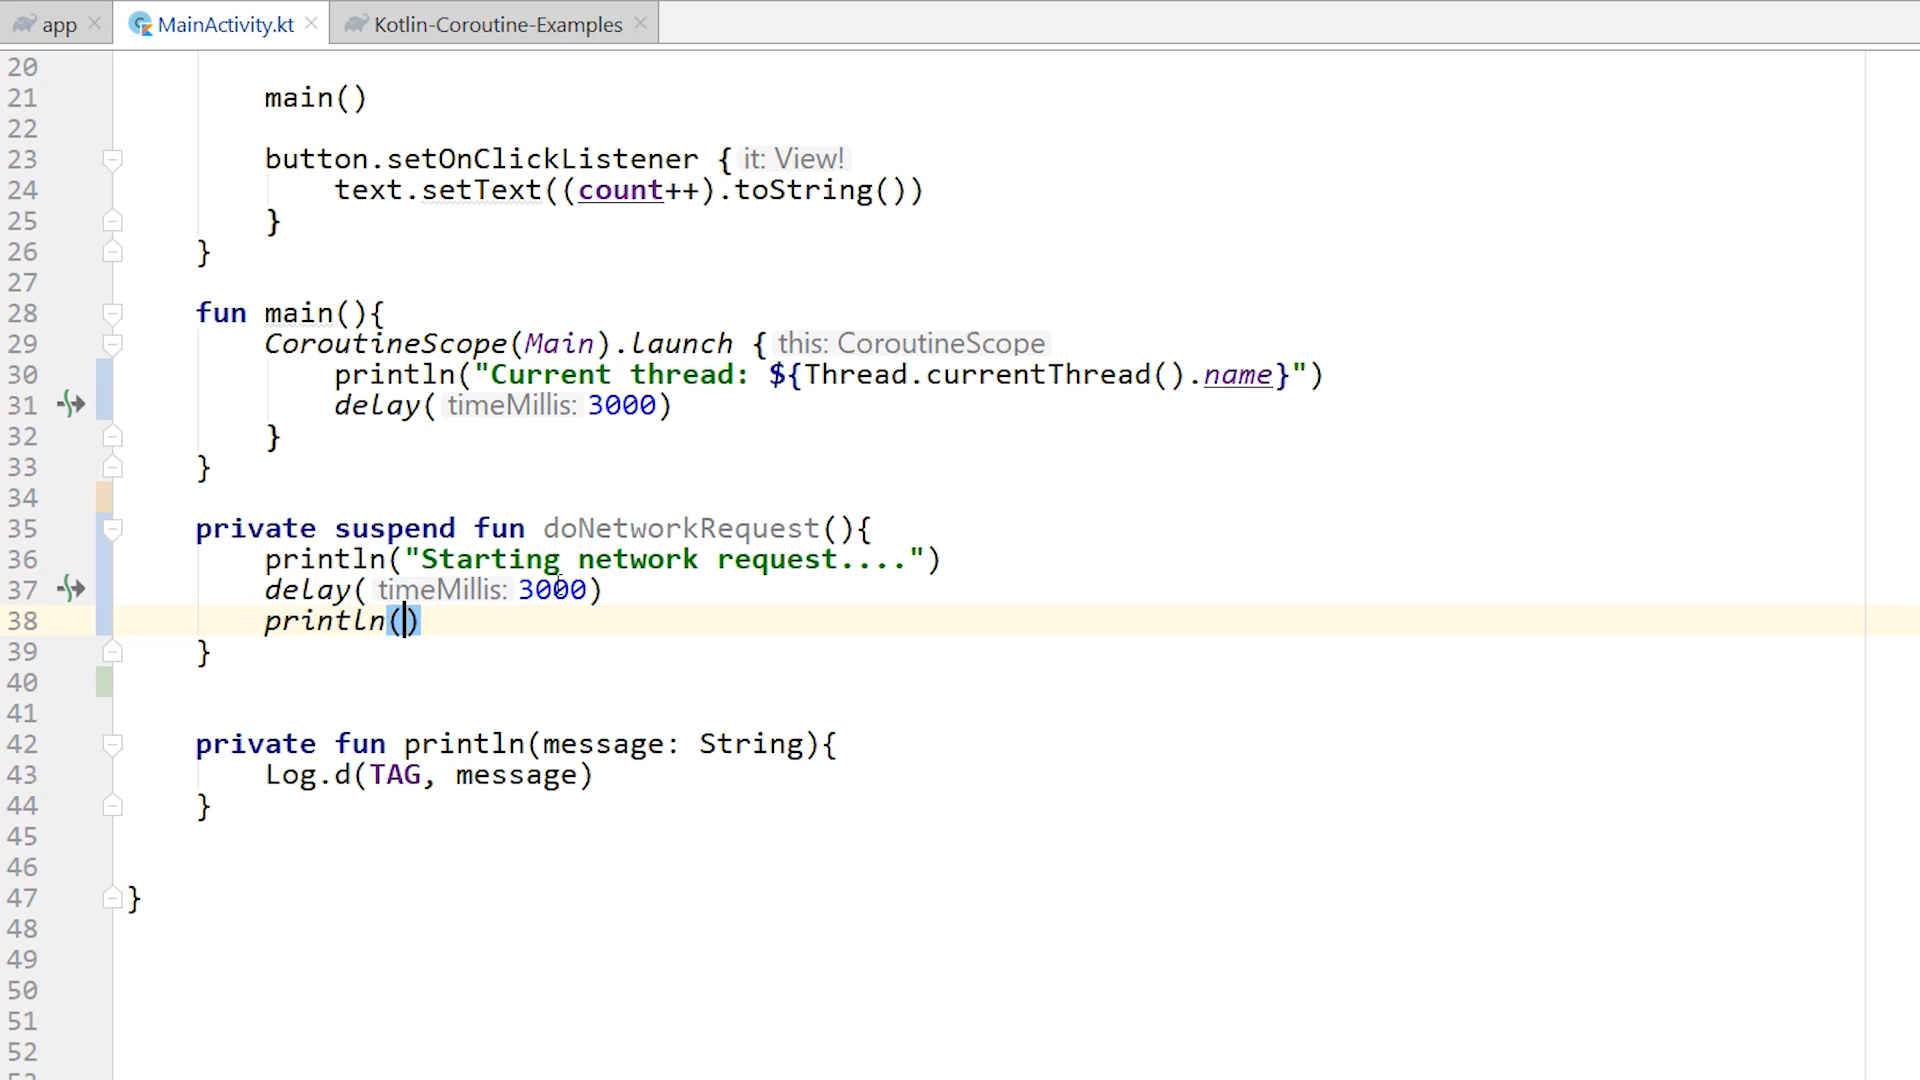 app MainActivity.kt Kotlin-Coroutine-Examples
20
21 main()
22
23 button.setOnClickListener { it: View!
24 text.setText((count++).toString())
25 }
26 }
27
28 fun main(){
29 CoroutineScope(Main).launch { this: CoroutineScope
30 println("Current thread: ${Thread.currentThread().name}")
31 delay( timeMillis: 3000)
32 }
33 }
34
35 private suspend fun doNetworkRequest(){
36 println("Starting network request....")
37 delay( timeMillis: 3000)
38 println()
39 }
40
41
42 private fun println(message: String){
43 Log.d(TAG, message)
44 }
45
46
47 }
48
49
50
51
52